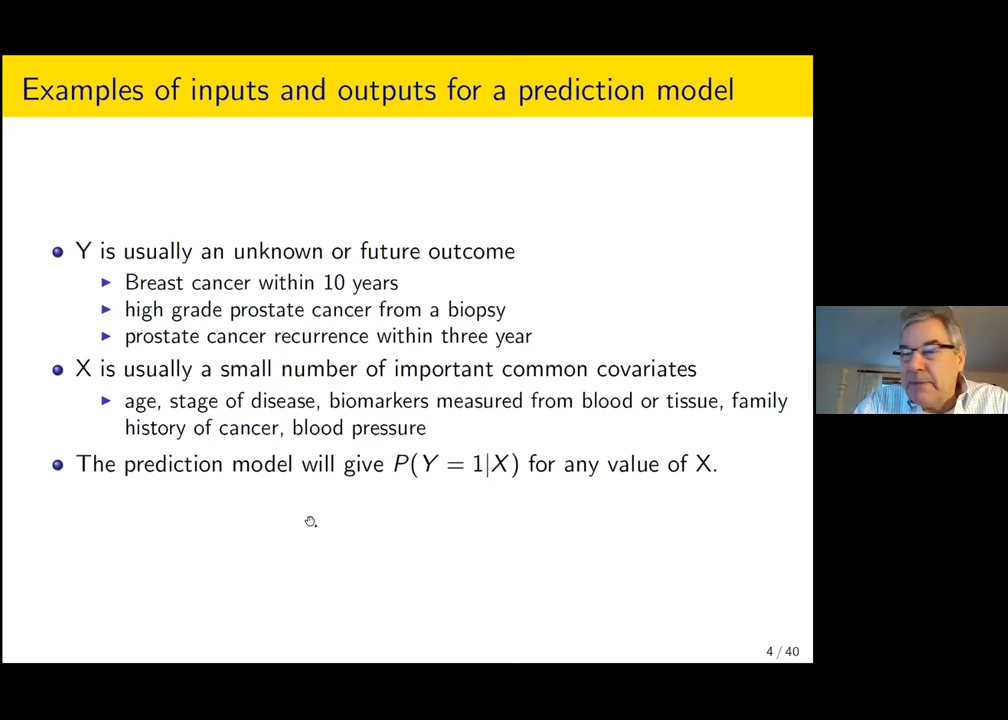 Examples of inputs and outputs for a prediction model
Y is usually an unknown or future outcome
Breast cancer within 10 years
high grade prostate cancer from a biopsy
prostate cancer recurrence within three year
X is usually a small number of important common covariates
age, stage of disease, biomarkers measured from blood or tissue, family
history of cancer, blood pressure
The prediction model will give P(Y = 1|X) for any value of X.
4 / 40